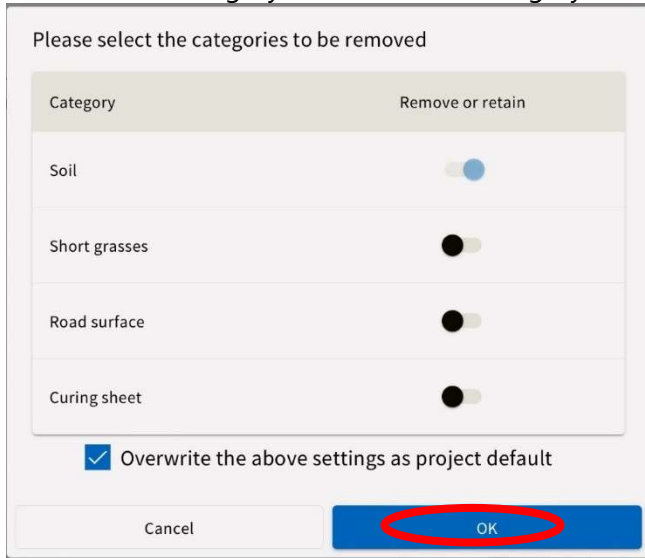 Please select the categories to be removed
Category Remove or retain
Soil
Short grasses
Road surface
Curing sheet
Overwrite the above settings as project default
Cancel OK